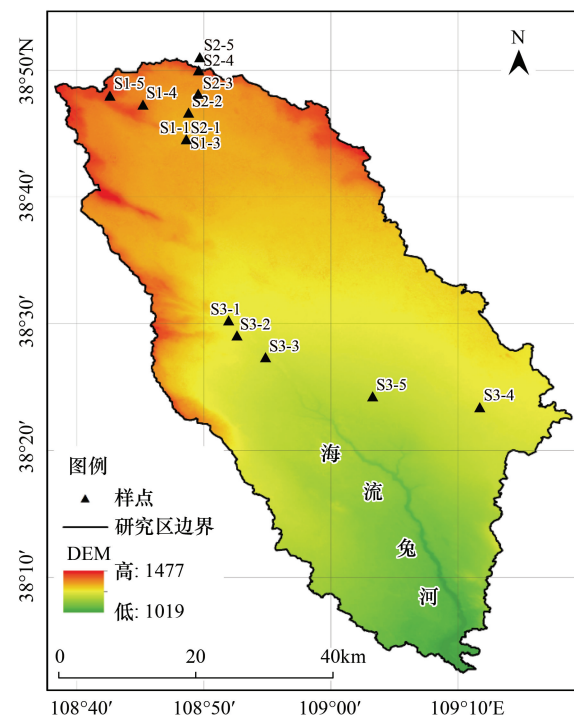 N
38°50′N
38°40′
38°30′
38°20′
38°10′
S2-5
S2-4
S2-3
S1-5
S1-4
S2-2
S1-1
S2-1
S1-3
S3-1
S3-2
S3-3
S3-5
S3-4
海
流
兔
河
图例
样点
研究区边界
DEM
高: 1477
低: 1019
0 20 40km
108°40′ 108°50′ 109°00′ 109°10′E